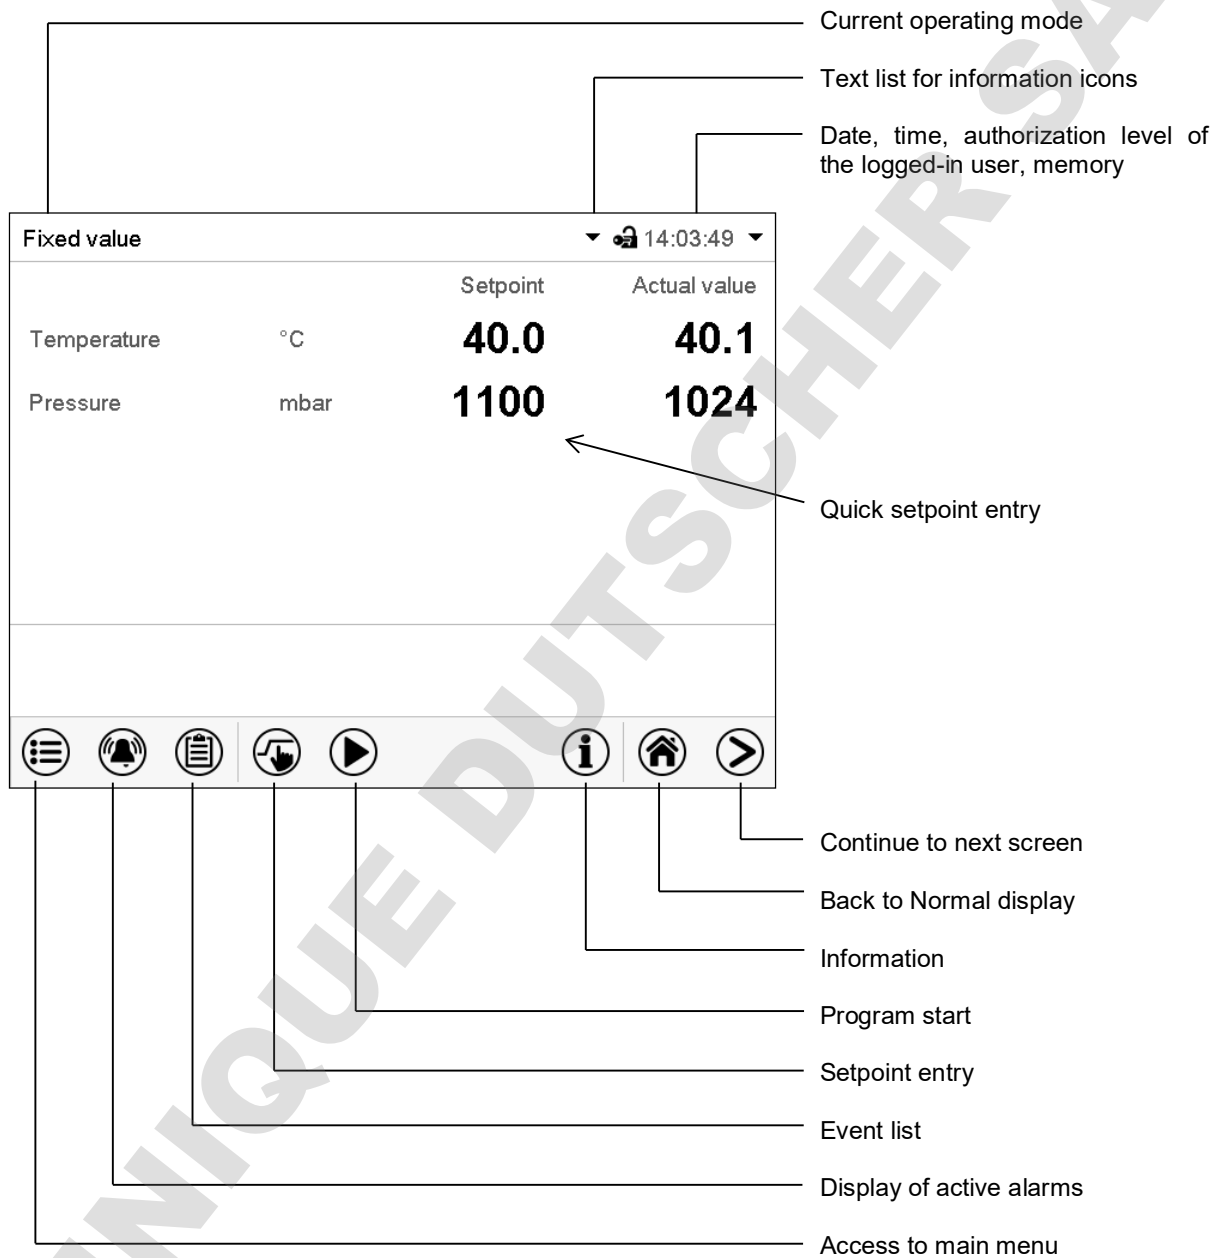 Current operating mode
Text list for information icons
Date, time, authorization level of
the logged-in user, memory
Fixed value
14:03:49
Setpoint Actual value
Temperature °C 40.0 40.1
Pressure mbar 1100 1024
Quick setpoint entry
Continue to next screen
Back to Normal display
Information
Program start
Setpoint entry
Event list
Display of active alarms
Access to main menu
NIQUE DUTSCHER SA